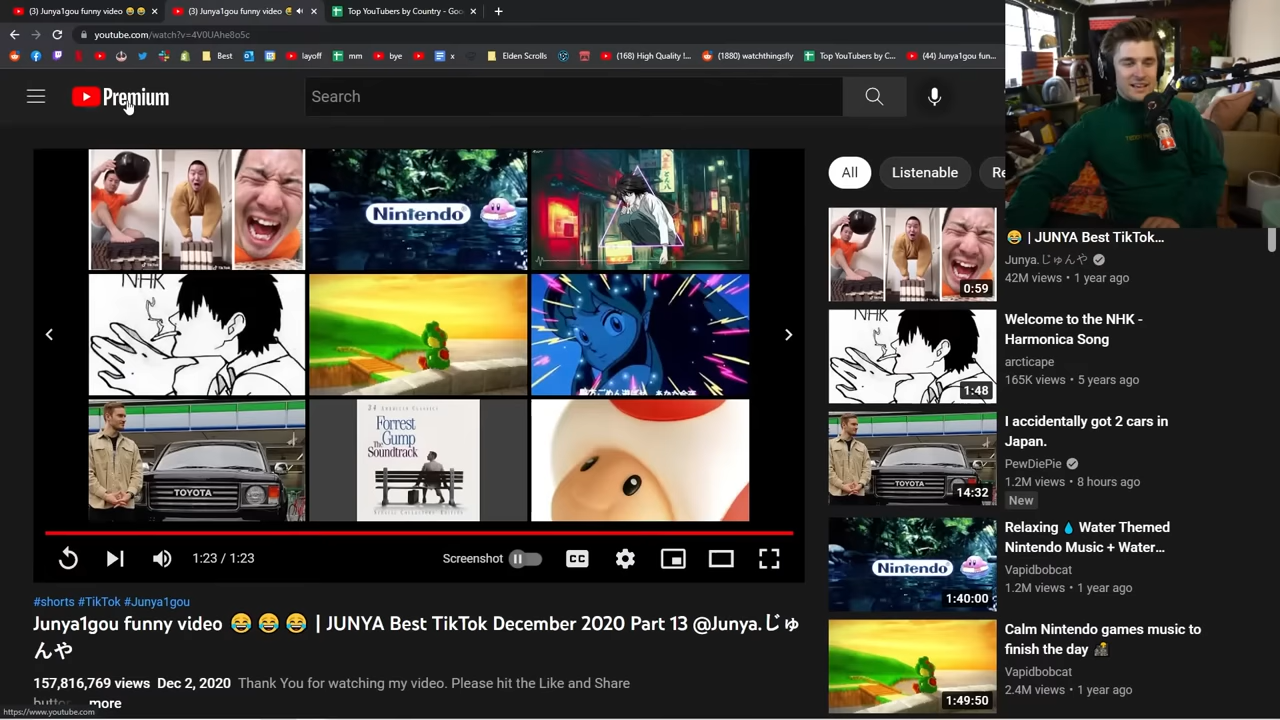 (3) Junya1gou funny video 😂 😂
(3) Junya1gou funny video
Top YouTubers by Country - Goo
youtube.com/watch?v=4V0UAhe8o5c
Best
layoff
mm
bye
x
Elden Scrolls
(168) High Quality I...
(1880) watchthingsfly
Top YouTubers by C...
(44) Junya1gou fun...
Premium
Search
Nintendo
NHK
TOYOTA
Forrest
Gump
The
Soundtrack
1:23 / 1:23
Screenshot
CC
#shorts #TikTok #Junya1gou
Junya1gou funny video 😂 😂 😂 | JUNYA Best TikTok December 2020 Part 13 @Junya.じゅ
んや
157,816,769 views Dec 2, 2020 Thank You for watching my video. Please hit the Like and Share
more
https://www.youtube.com
All
Listenable
Re
0:59
😂 | JUNYA Best TikTok...
Junya.じゅんや
42M views • 1 year ago
NHK
1:48
Welcome to the NHK -
Harmonica Song
arcticape
165K views • 5 years ago
TOYOTA
14:32
I accidentally got 2 cars in
Japan.
PewDiePie
1.2M views • 8 hours ago
New
Nintendo
1:40:00
Relaxing 💧 Water Themed
Nintendo Music + Water...
Vapidbobcat
1.2M views • 1 year ago
1:49:50
Calm Nintendo games music to
finish the day
Vapidbobcat
2.4M views • 1 year ago